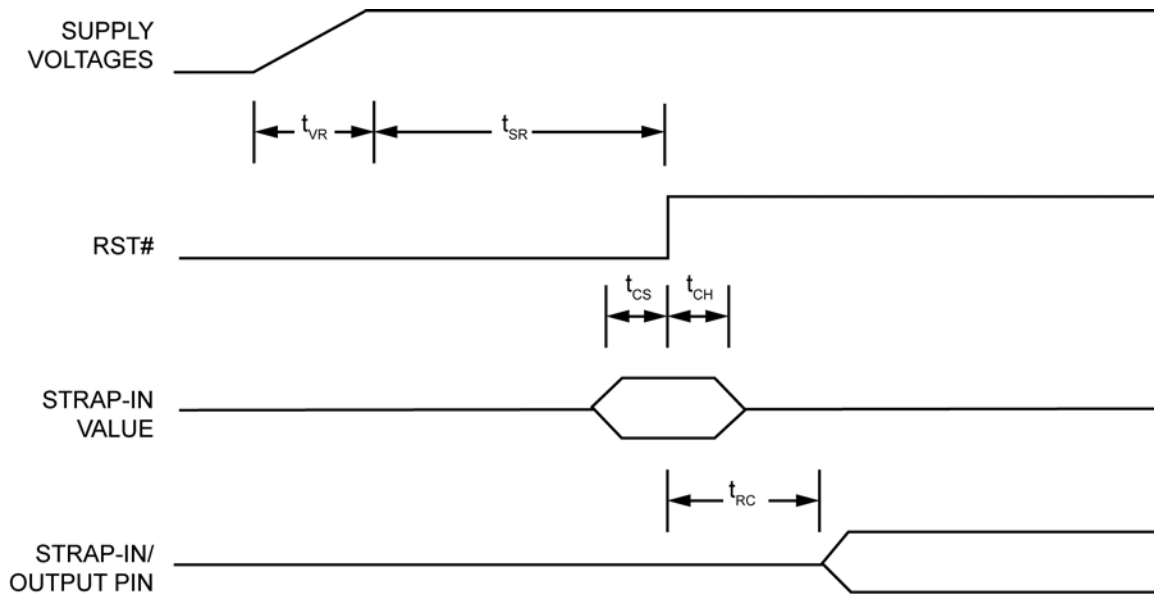 SUPPLY
VOLTAGES
tVR
tSR
RST#
tCS
tCH
STRAP-IN
VALUE
tRC
STRAP-IN/
OUTPUT PIN